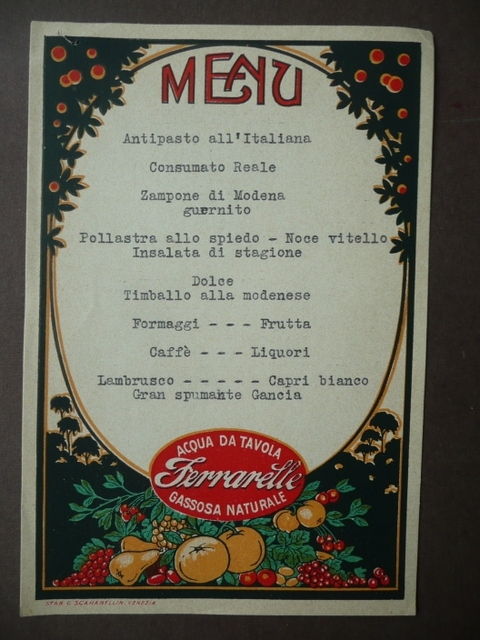 MENU
Antipasto all'Italiana
Consumato Reale
Zampone di Modena
guernito
Pollastra allo spiedo - Noce vitello
Insalata di stagione
Dolce
Timballo alla modenese
Formaggi - - - Frutta
Caffè - - - Liquori
Lambrusco - - - - - Capri bianco
Gran spumante Gancia
ACQUA DA TAVOLA
Ferrarelle
GASSOSA NATURALE
VENEZIA